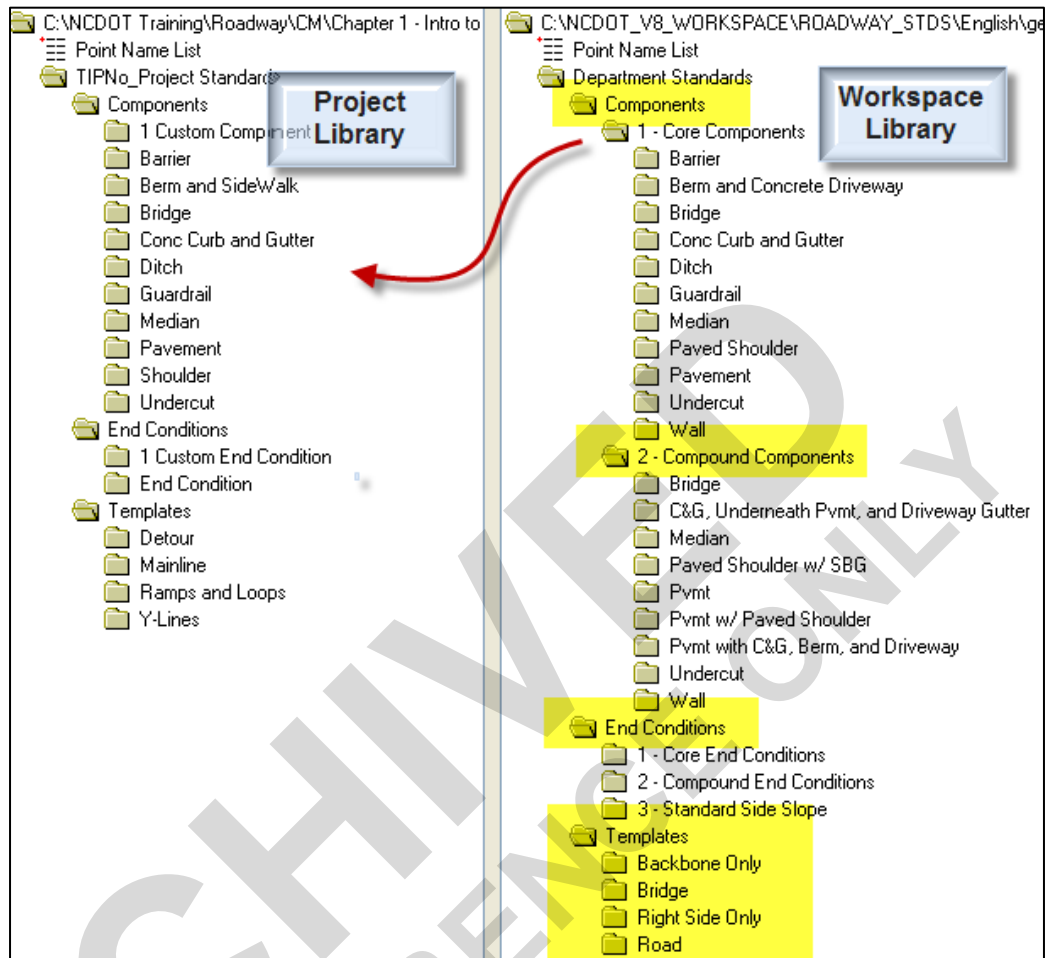 C:\NCDOT Training\Roadway\CM\Chapter 1 - Intro to
Point Name List
TIPNo_Project Standards
Components
1 Custom Component
Barrier
Berm and SideWalk
Bridge
Conc Curb and Gutter
Ditch
Guardrail
Median
Pavement
Shoulder
Undercut
End Conditions
1 Custom End Condition
End Condition
Templates
Detour
Mainline
Ramps and Loops
Y-Lines
Project
Library
C:\NCDOT_V8_WORKSPACE\ROADWAY_STDS\English\ge
Point Name List
Department Standards
Components
1 - Core Components
Barrier
Berm and Concrete Driveway
Bridge
Conc Curb and Gutter
Ditch
Guardrail
Median
Paved Shoulder
Pavement
Undercut
Wall
2 - Compound Components
Bridge
C&G, Underneath Pvmt, and Driveway Gutter
Median
Paved Shoulder w/ SBG
Pvmt
Pvmt w/ Paved Shoulder
Pvmt with C&G, Berm, and Driveway
Undercut
Wall
End Conditions
1 - Core End Conditions
2 - Compound End Conditions
3 - Standard Side Slope
Templates
Backbone Only
Bridge
Right Side Only
Road
Workspace
Library
CHIVED
RENCE ONLY